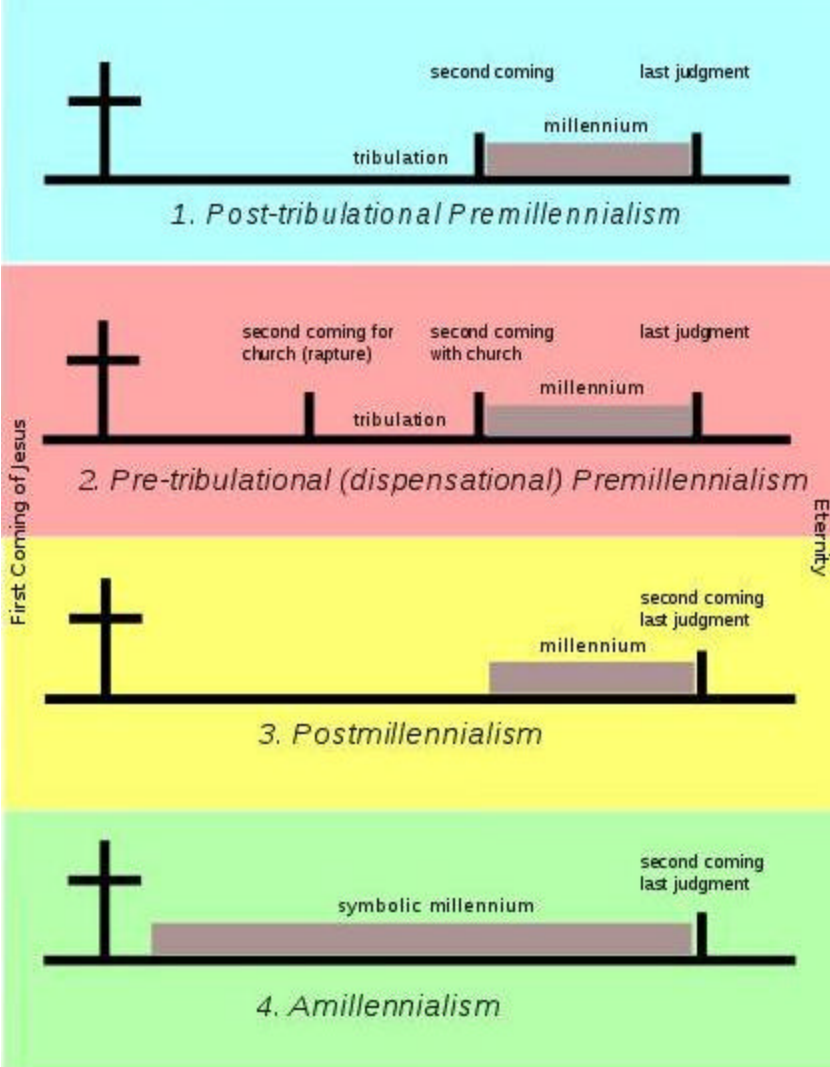 second coming
last judgment
millennium
tribulation
1. Post-tribulational Premillennialism
second coming for
church (rapture)
second coming
with church
last judgment
millennium
tribulation
2. Pre-tribulational (dispensational) Premillennialism
First Coming of Jesus
Eternity
second coming
last judgment
millennium
3. Postmillennialism
second coming
last judgment
symbolic millennium
4. Amillennialism